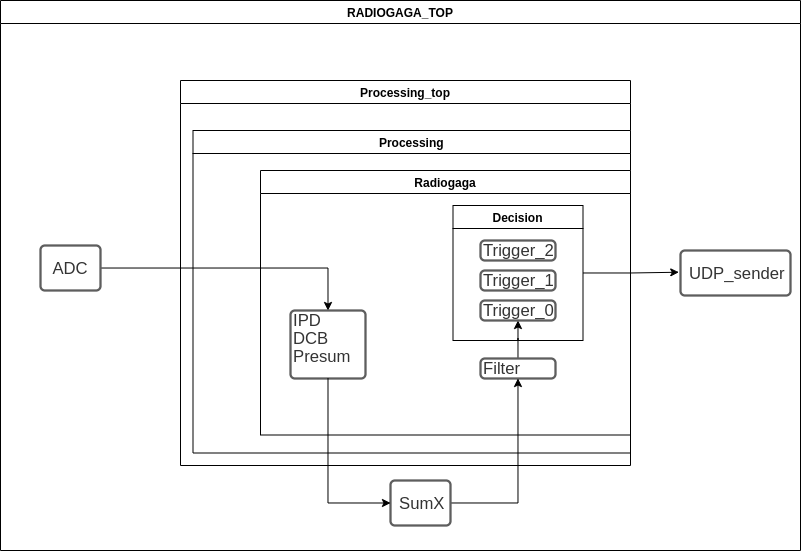 RADIOGAGA_TOP
Processing_top
Processing
Radiogaga
Decision
Trigger_2
Trigger_1
Trigger_0
ADC
UDP_sender
IPD
DCB
Presum
Filter
SumX